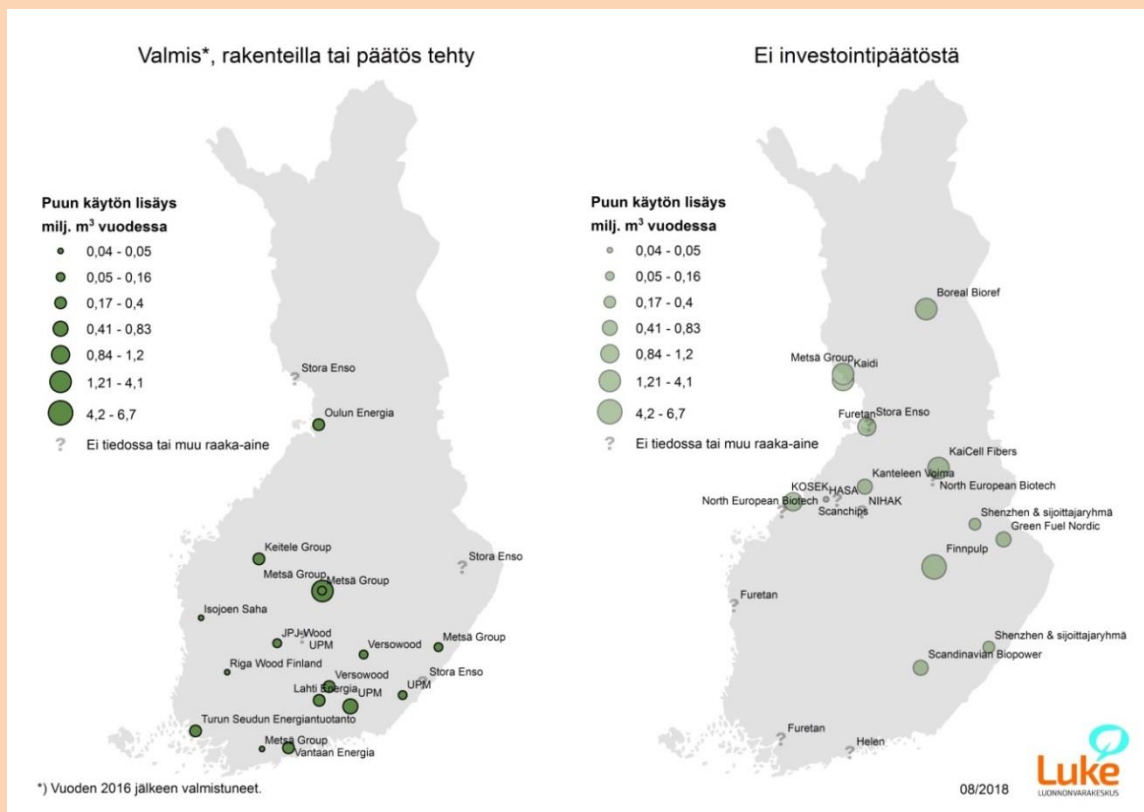 Valmis*, rakenteilla tai päätös tehty
Puun käytön lisäys
milj. m³ vuodessa
0,04 - 0,05
0,05 - 0,16
0,17 - 0,4
0,41 - 0,83
0,84 - 1,2
1,21 - 4,1
4,2 - 6,7
? Ei tiedossa tai muu raaka-aine
Stora Enso
?
Oulun Energia
Keitele Group
Stora Enso
?
Metsä Group
Metsä Group
Isojoen Saha
JPJ-Wood
?
UPM
Versowood
Metsä Group
Riga Wood Finland
Versowood
Stora Enso
?
Lahti Energia
UPM
UPM
Turun Seudun Energiantuotanto
Metsä Group
Vantaan Energia
*) Vuoden 2016 jälkeen valmistuneet.
Ei investointipäätöstä
Puun käytön lisäys
milj. m³ vuodessa
0,04 - 0,05
0,05 - 0,16
0,17 - 0,4
0,41 - 0,83
0,84 - 1,2
1,21 - 4,1
4,2 - 6,7
? Ei tiedossa tai muu raaka-aine
Boreal Bioref
Metsä Group
Kaidi
Furetan
Stora Enso
?
KaiCell Fibers
Kanteleen Voima
?
North European Biotech
KOSEK
HASA
?
North European Biotech
?
NIHAK
?
Scanchips
Shenzhen & sijoittajaryhmä
Green Fuel Nordic
Finnpulp
Furetan
?
Shenzhen & sijoittajaryhmä
Scandinavian Biopower
Furetan
?
Helen
?
08/2018
Luke
LUONNONVARAKESKUS